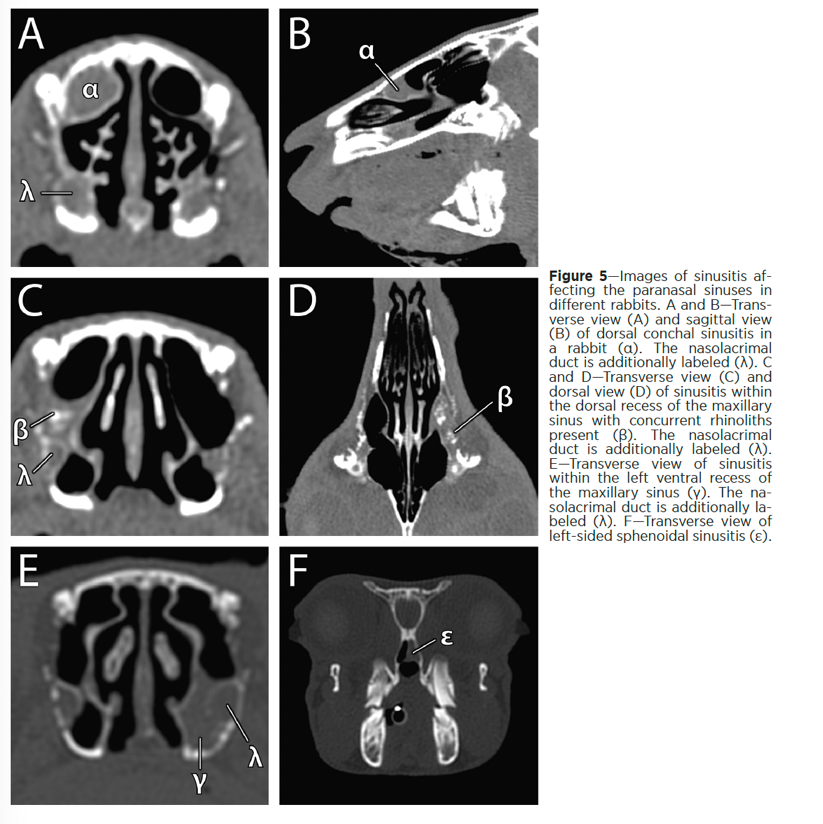 A
B
α
α
λ
C
D
β
β
λ
E
F
ε
λ
γ
Figure 5—Images of sinusitis af-
fecting the paranasal sinuses in
different rabbits. A and B—Trans-
verse view (A) and sagittal view
(B) of dorsal conchal sinusitis in
a rabbit (α). The nasolacrimal
duct is additionally labeled (λ). C
and D—Transverse view (C) and
dorsal view (D) of sinusitis within
the dorsal recess of the maxillary
sinus with concurrent rhinoliths
present (β). The nasolacrimal
duct is additionally labeled (λ).
E—Transverse view of sinusitis
within the left ventral recess of
the maxillary sinus (γ). The na-
solacrimal duct is additionally la-
beled (λ). F—Transverse view of
left-sided sphenoidal sinusitis (ε).